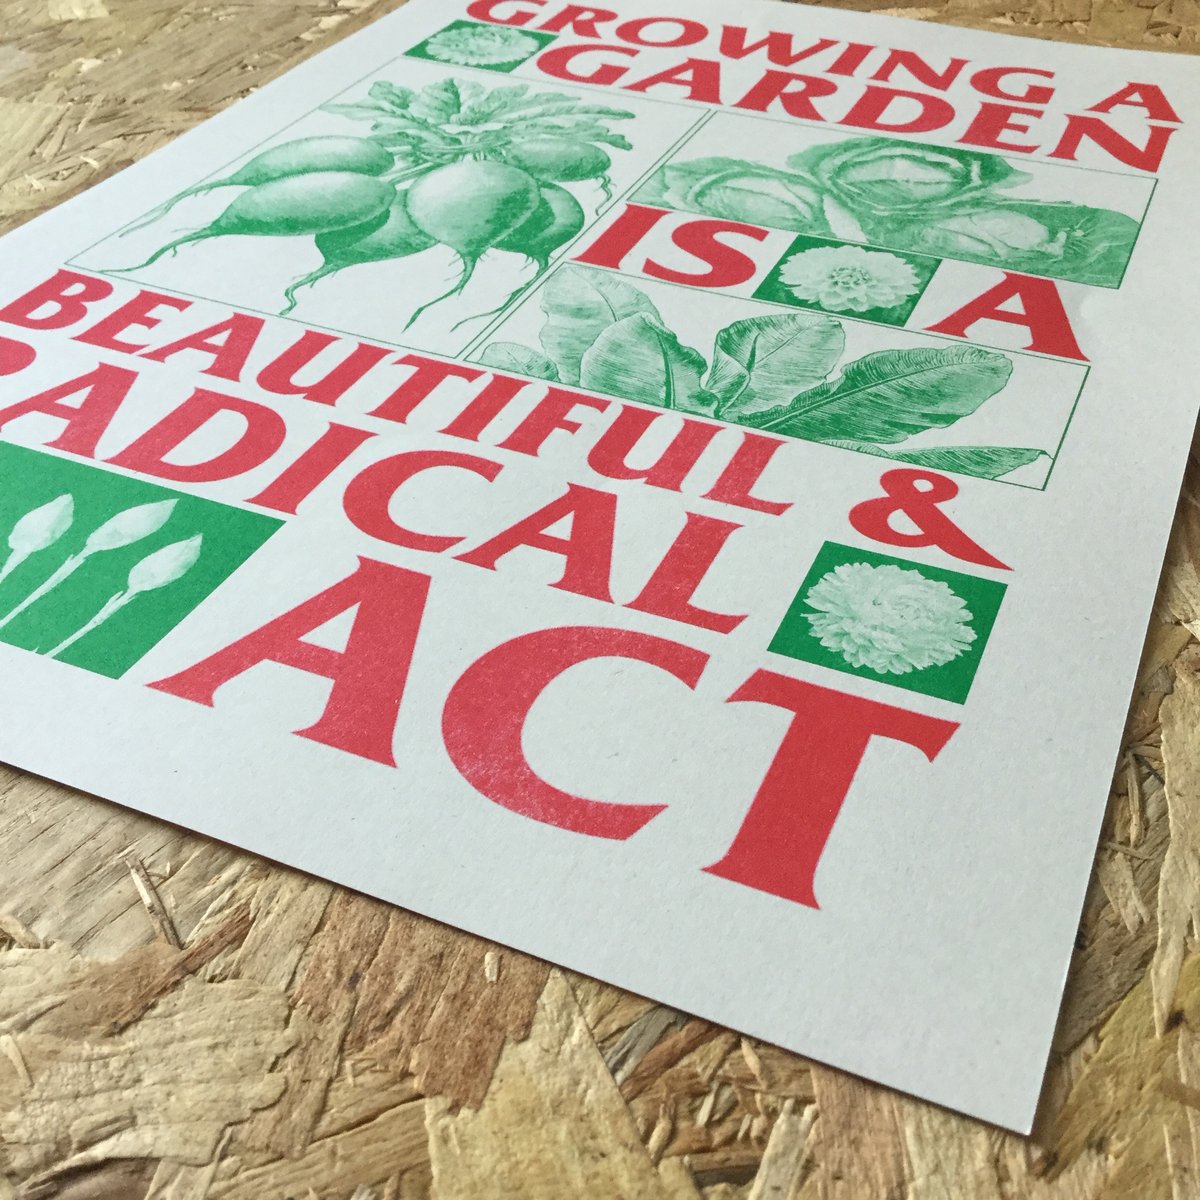 GROWING A
GARDEN
IS A
BEAUTIFUL &
RADICAL
ACT